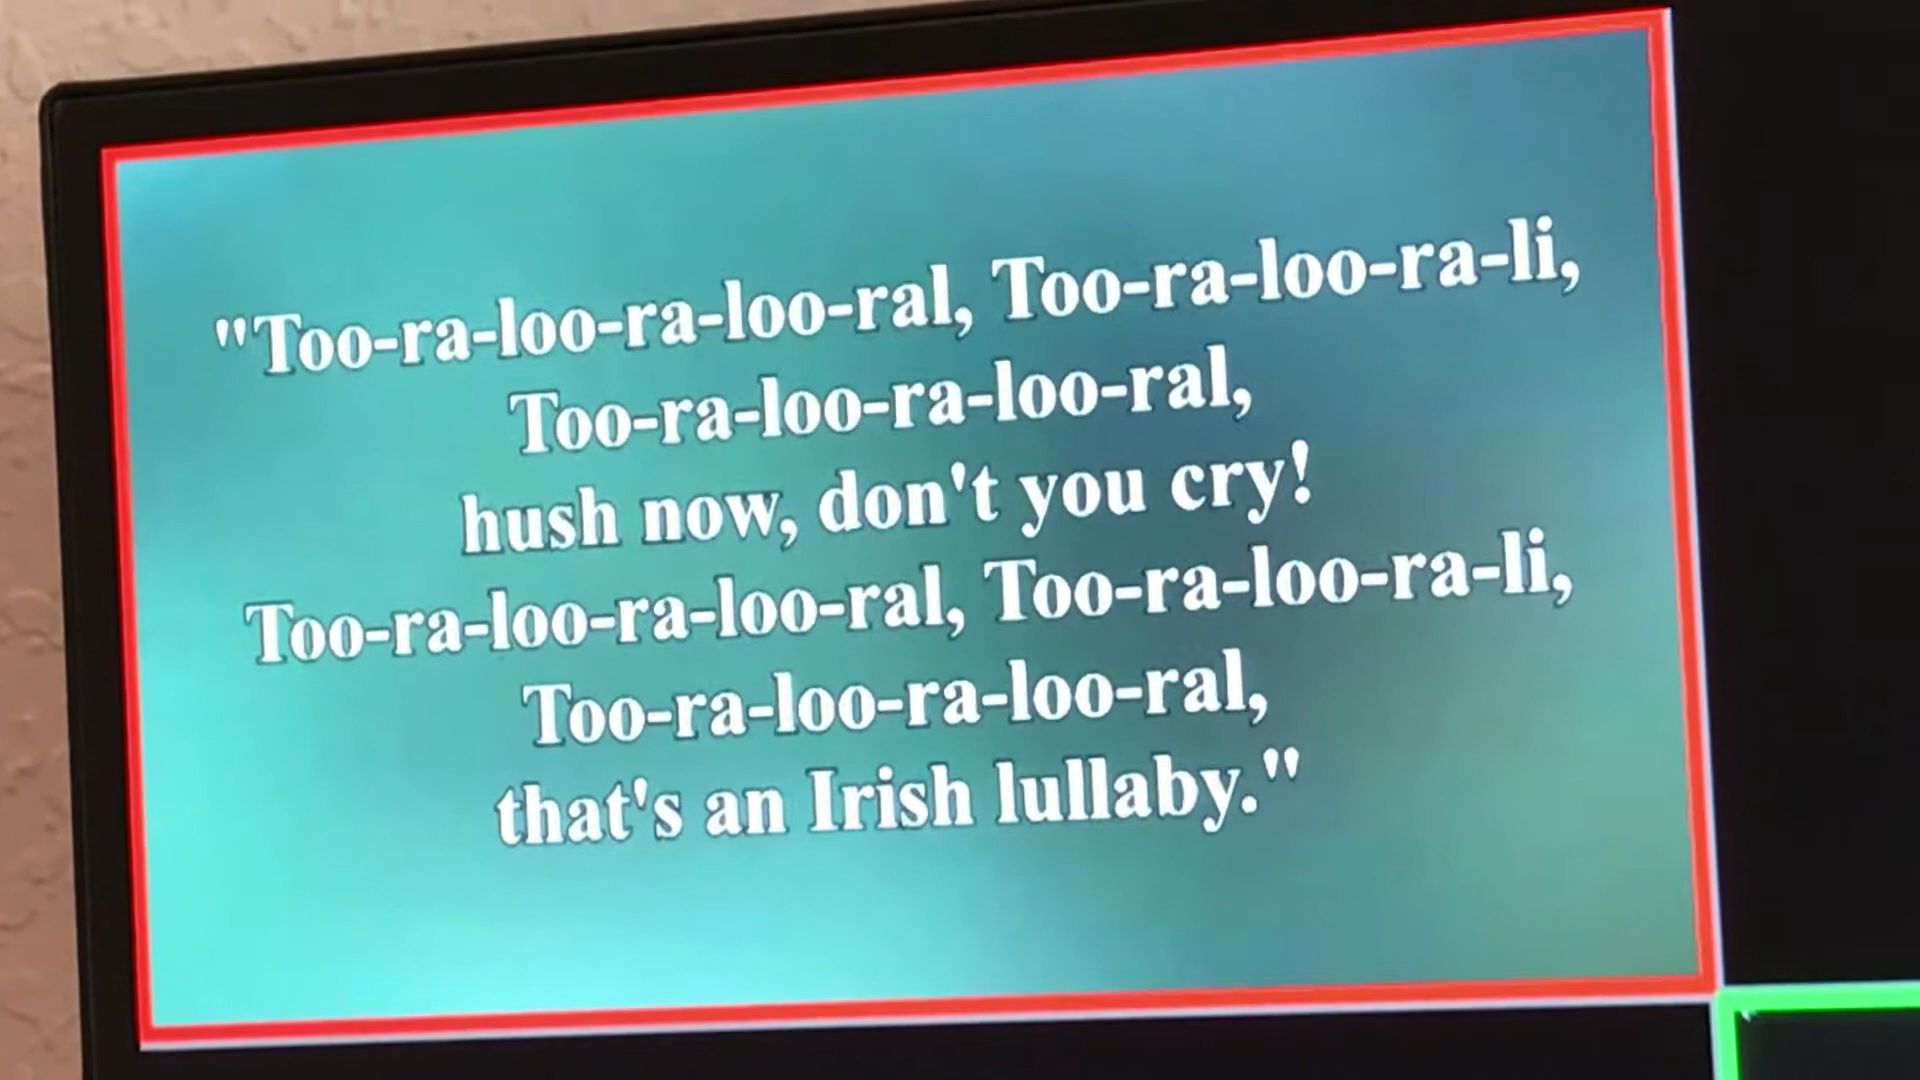 "Too-ra-loo-ra-loo-ral, Too-ra-loo-ra-li,
Too-ra-loo-ra-loo-ral,
hush now, don't you cry!
Too-ra-loo-ra-loo-ral, Too-ra-loo-ra-li,
Too-ra-loo-ra-loo-ral,
that's an Irish lullaby."